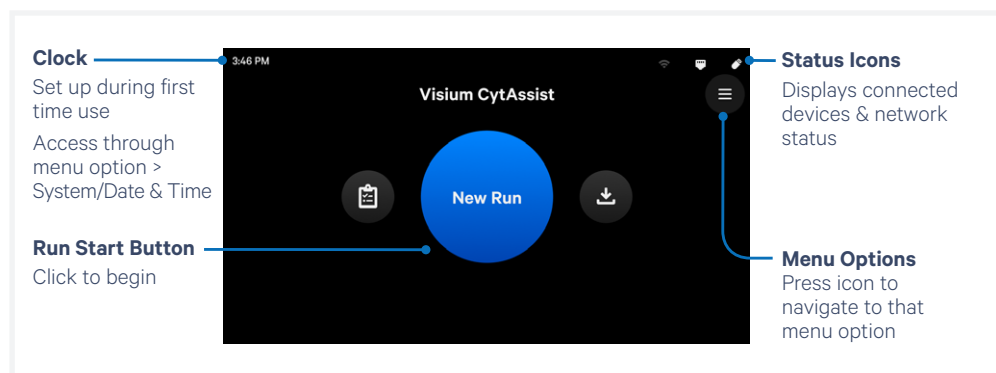 Clock
Set up during first
time use
Access through
menu option >
System/Date & Time
Run Start Button
Click to begin
3:46 PM
Visium CytAssist
New Run
Status Icons
Displays connected
devices & network
status
Menu Options
Press icon to
navigate to that
menu option